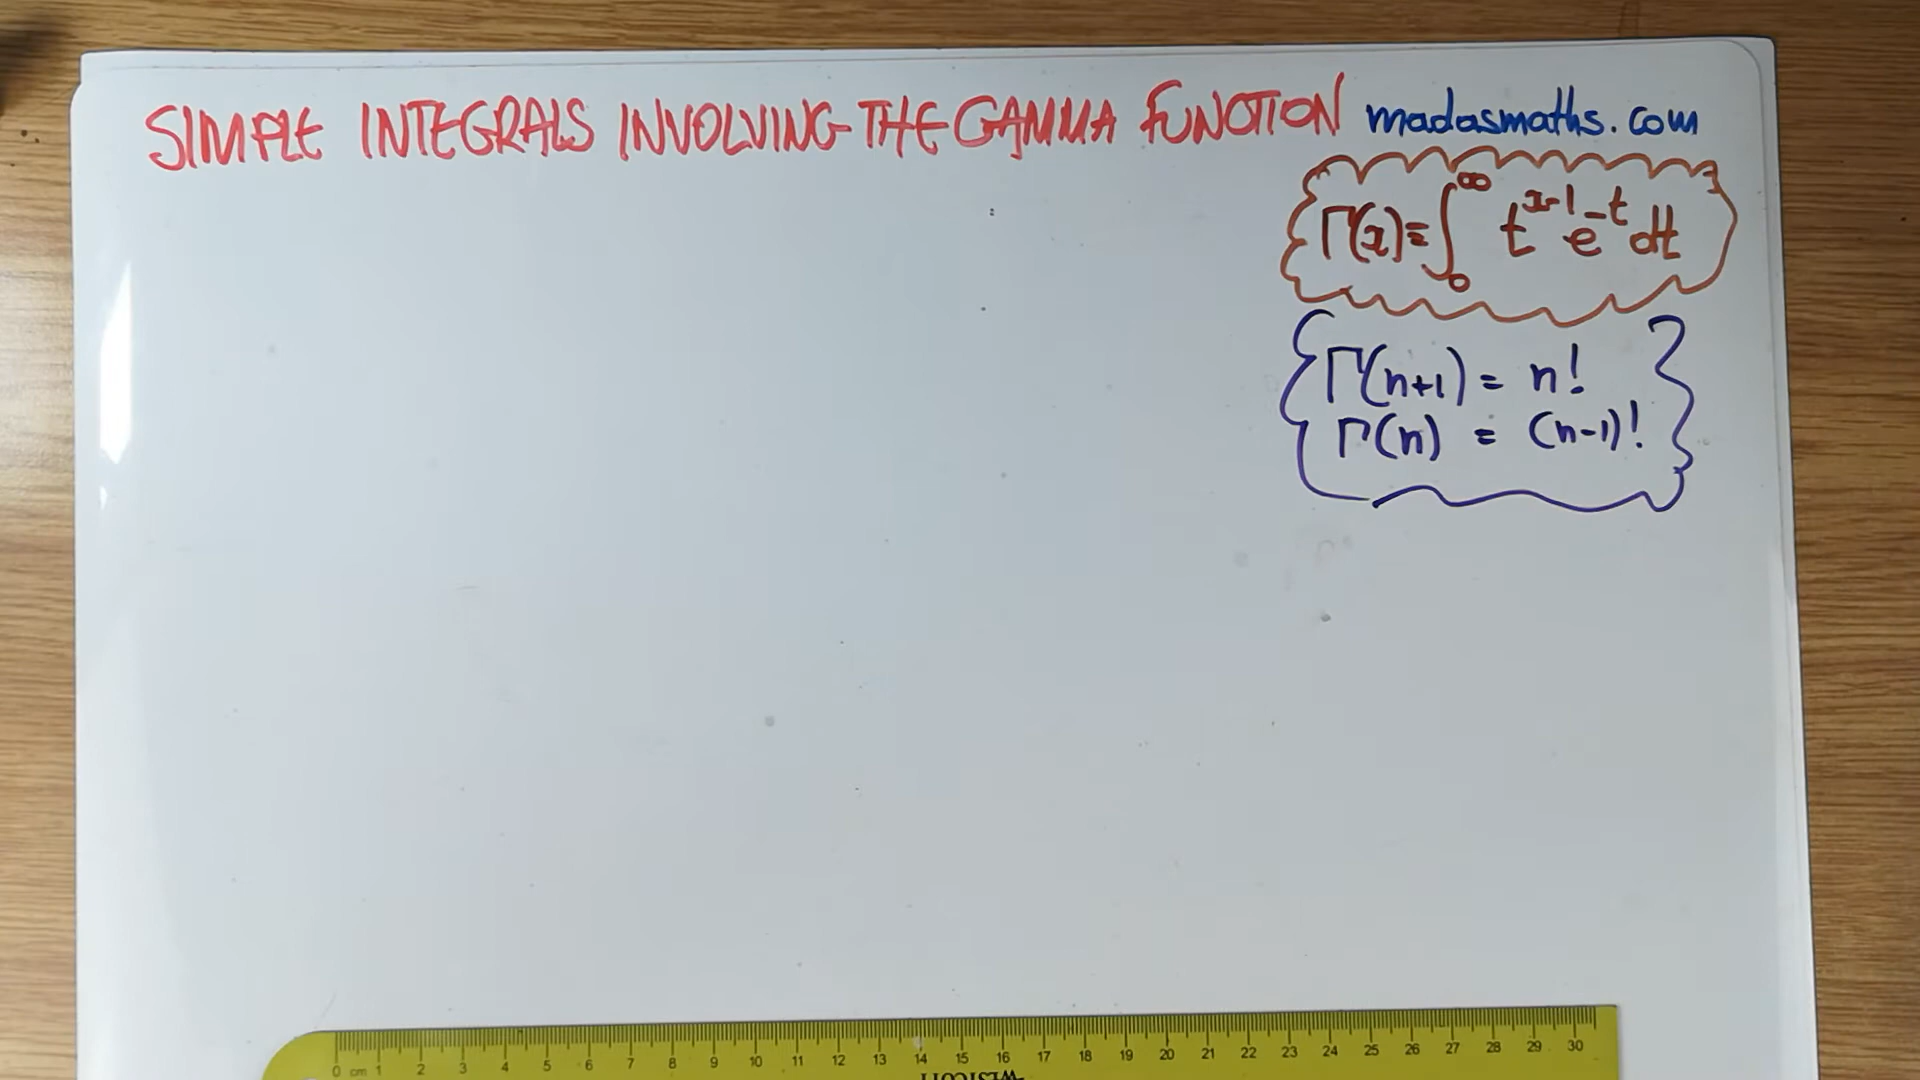 SIMPLE INTEGRALS INVOLVING THE GAMMA FUNCTION madasmaths.com
Γ(x) ≡ ∫₀^∞ t^(x-1) e^(-t) dt
Γ(n+1) = n!
Γ(n) = (n-1)!
0 cm 1 2 3 4 5 6 7 8 9 10 11 12 13 14 15 16 17 18 19 20 21 22 23 24 25 26 27 28 29 30